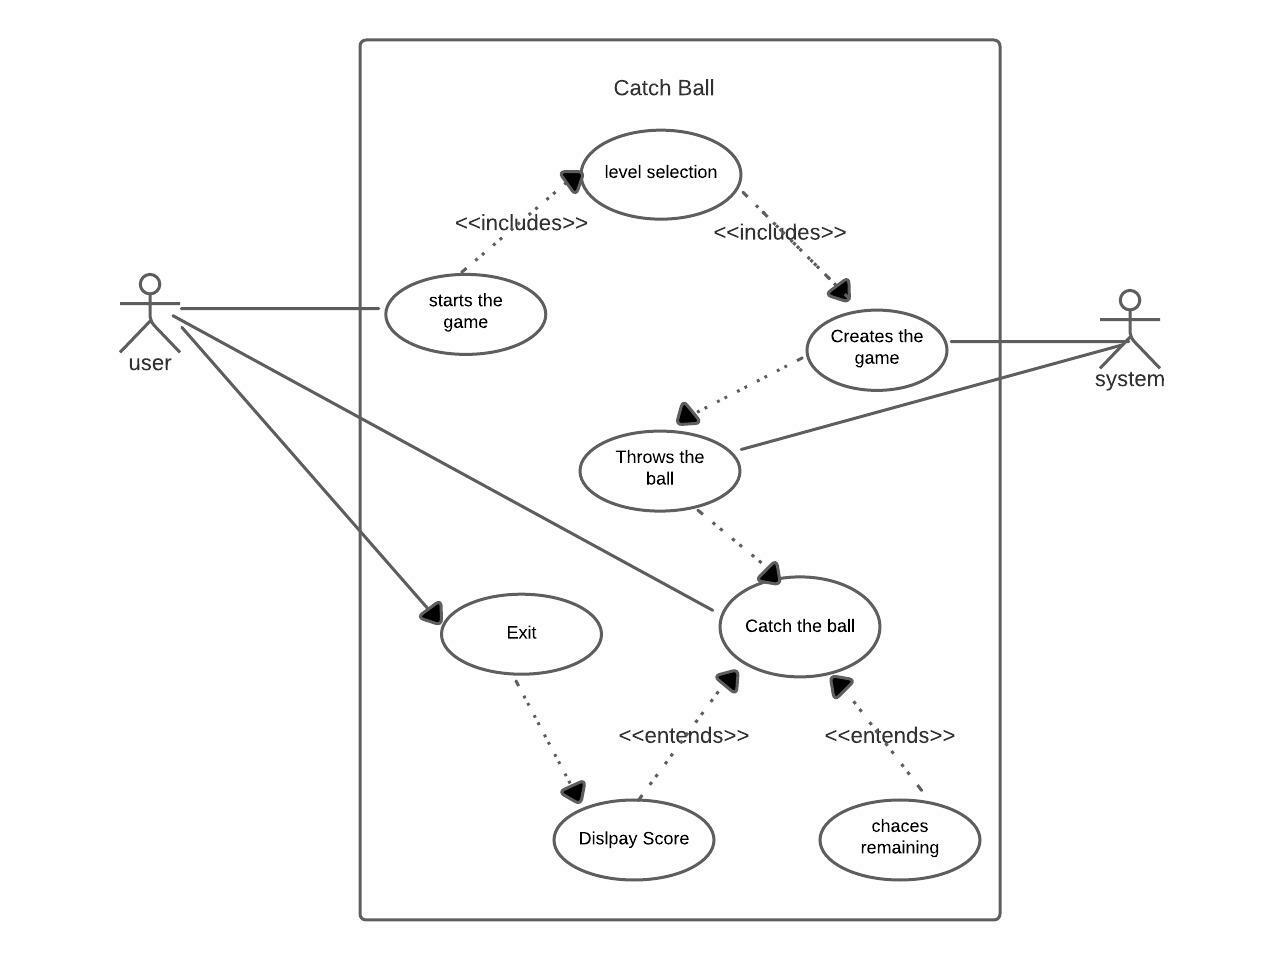 Catch Ball
level selection
<<includes>>
<<includes>>
starts the
game
user
Creates the
game
system
Throws the
ball
Exit
Catch the ball
<<entends>>
<<entends>>
Dislpay Score
chaces
remaining